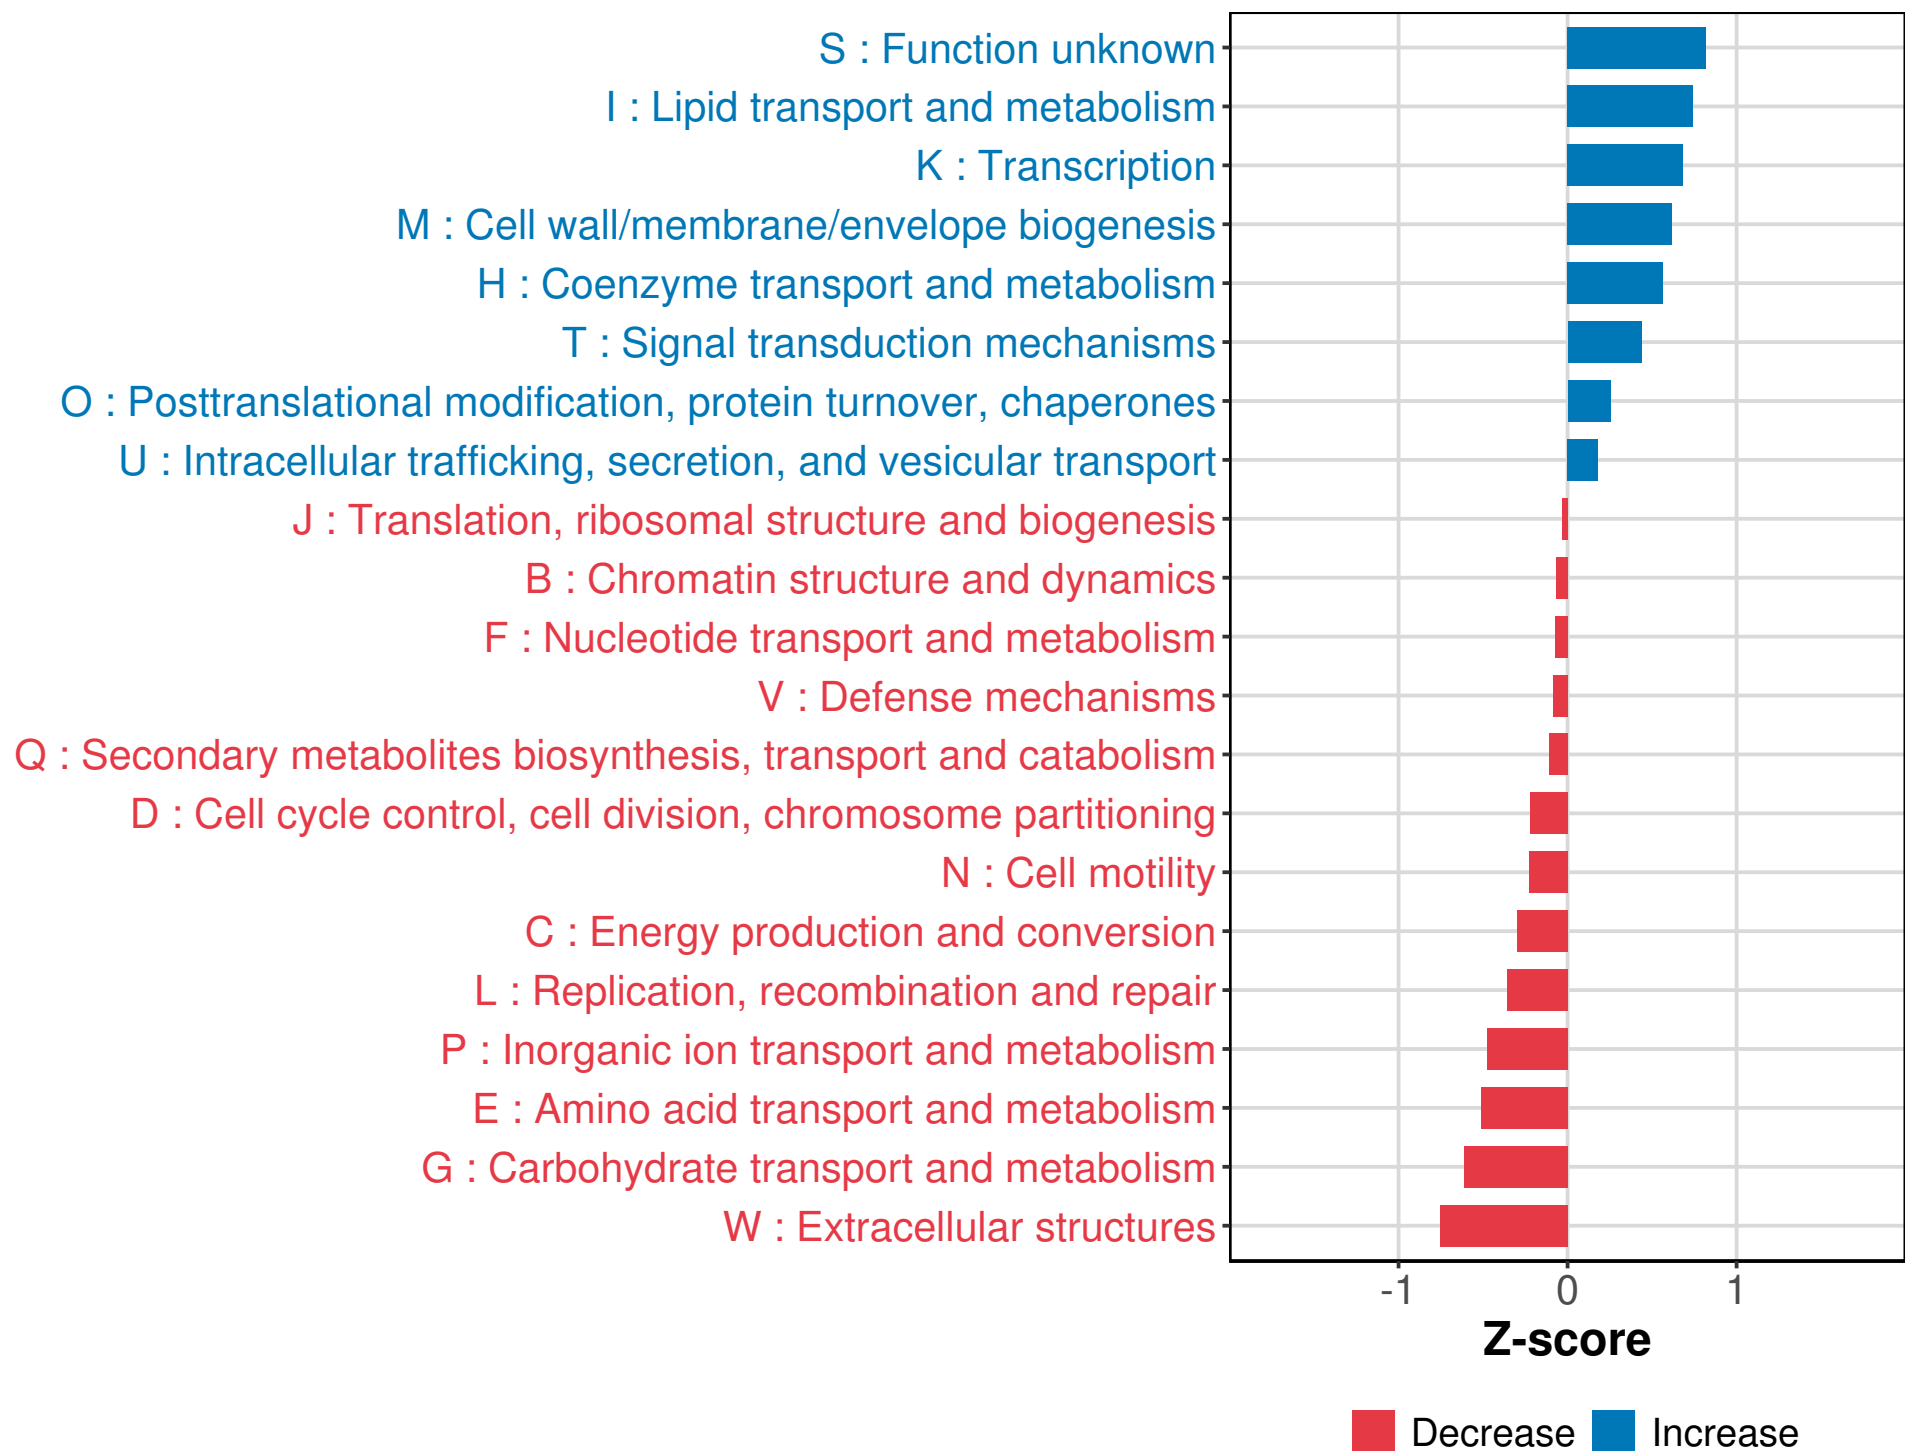 S : Function unknown
I : Lipid transport and metabolism
K : Transcription
M : Cell wall/membrane/envelope biogenesis
H : Coenzyme transport and metabolism
T : Signal transduction mechanisms
O : Posttranslational modification, protein turnover, chaperones
U : Intracellular trafficking, secretion, and vesicular transport
J : Translation, ribosomal structure and biogenesis
B : Chromatin structure and dynamics
F : Nucleotide transport and metabolism
V : Defense mechanisms
Q : Secondary metabolites biosynthesis, transport and catabolism
D : Cell cycle control, cell division, chromosome partitioning
N : Cell motility
C : Energy production and conversion
L : Replication, recombination and repair
P : Inorganic ion transport and metabolism
E : Amino acid transport and metabolism
G : Carbohydrate transport and metabolism
W : Extracellular structures
-1 0 1
Z-score
Decrease Increase